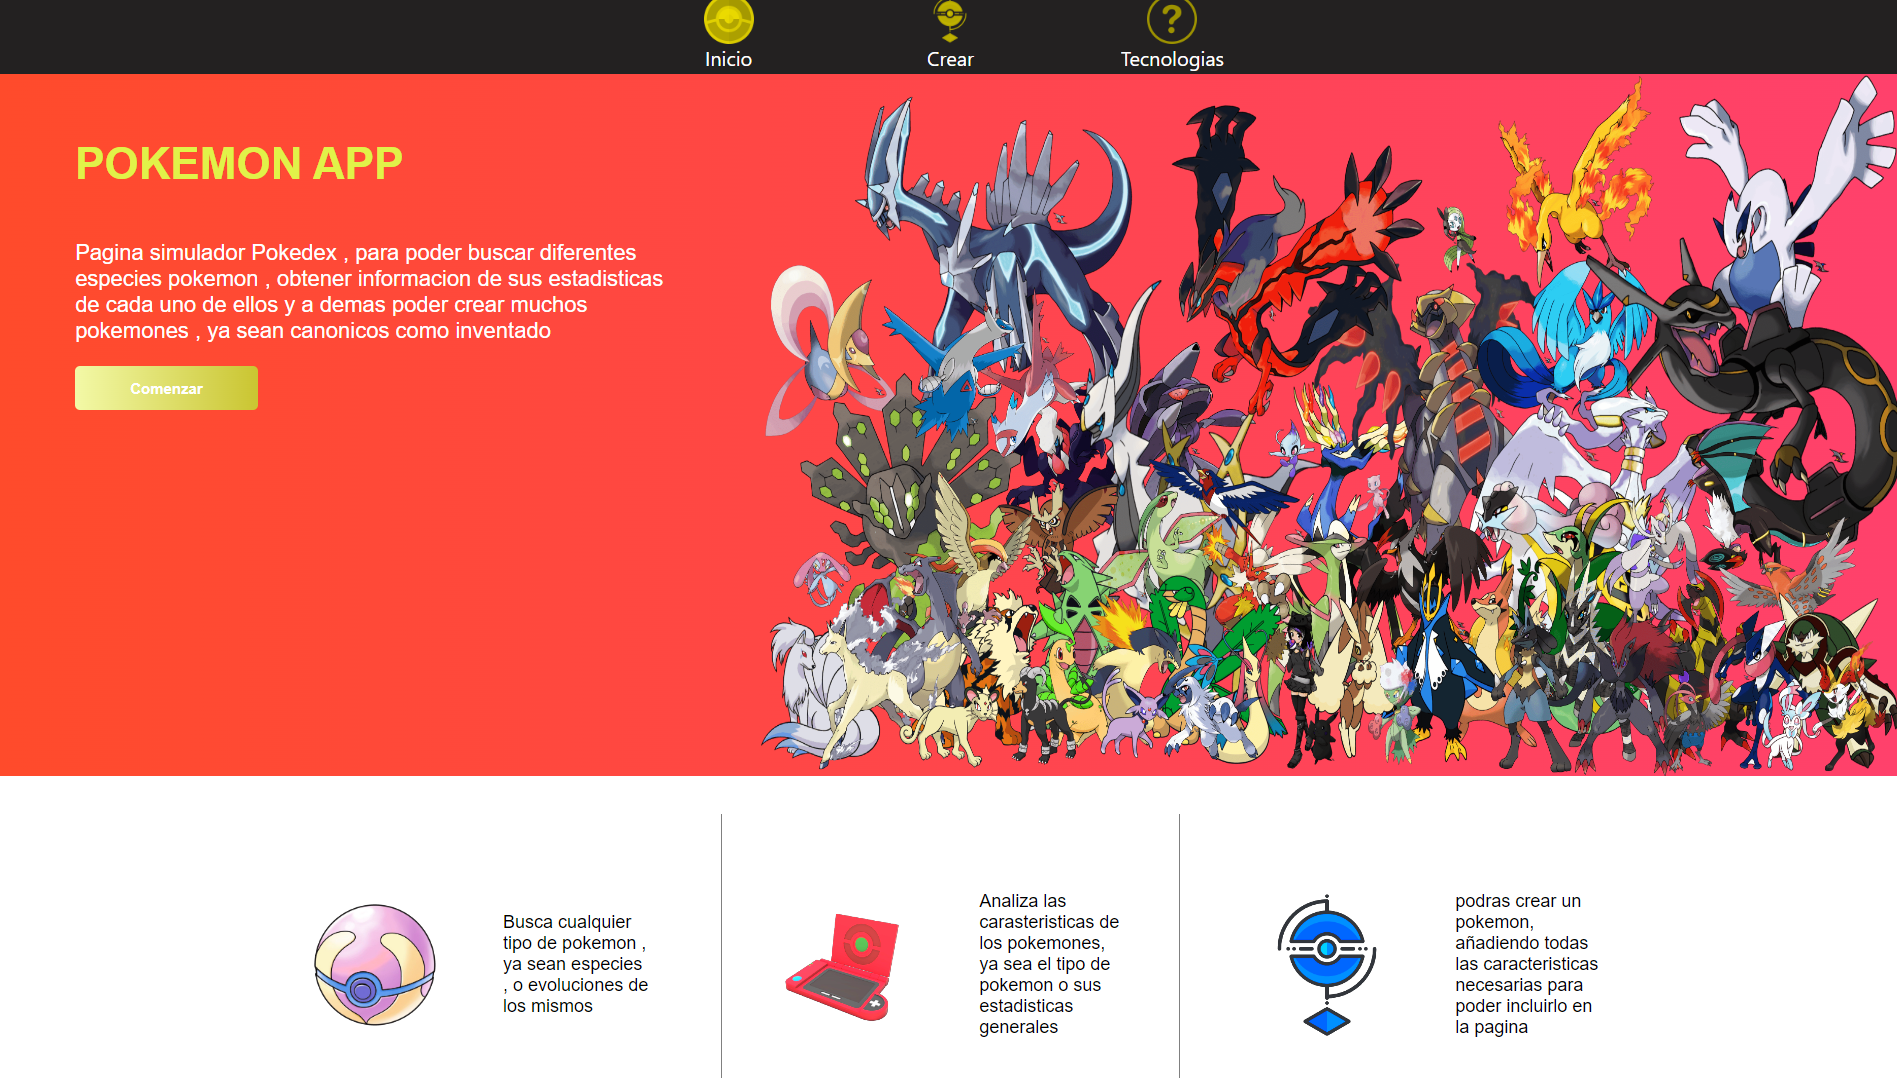 Inicio
Crear
Tecnologias
POKEMON APP
Pagina simulador Pokedex , para poder buscar diferentes
especies pokemon , obtener informacion de sus estadisticas
de cada uno de ellos y a demas poder crear muchos
pokemones , ya sean canonicos como inventado
Comenzar
Busca cualquier
tipo de pokemon ,
ya sean especies
, o evoluciones de
los mismos
Analiza las
carasteristicas de
los pokemones,
ya sea el tipo de
pokemon o sus
estadisticas
generales
podras crear un
pokemon,
añadiendo todas
las caracteristicas
necesarias para
poder incluirlo en
la pagina